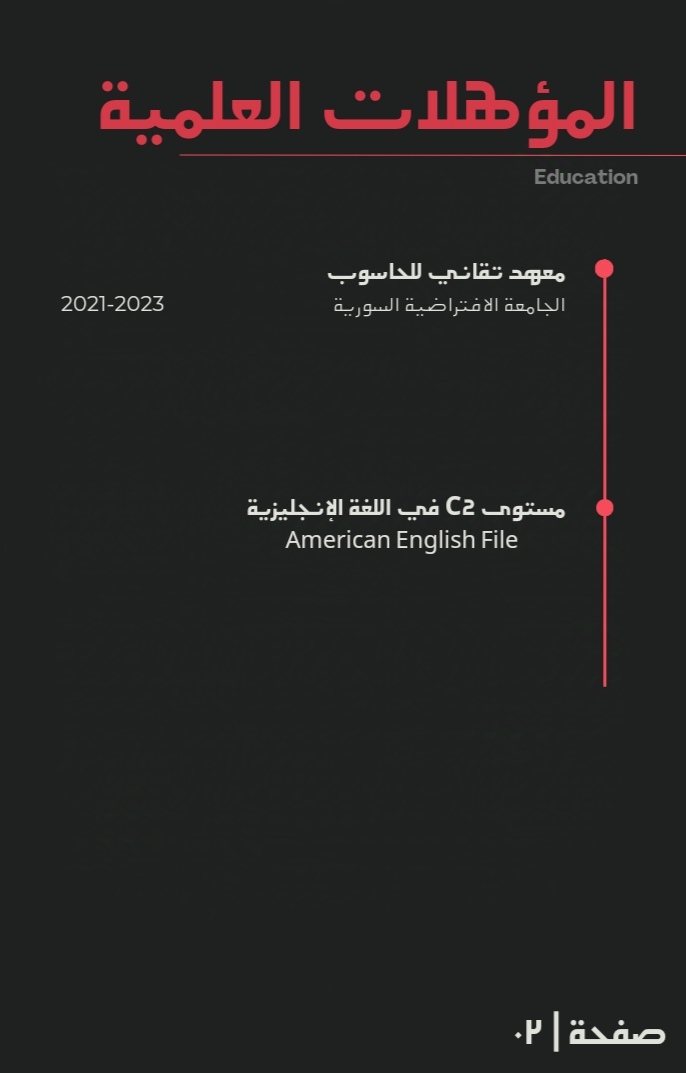 المؤهلات العلمية
Education
معهد تقاني للحاسوب
الجامعة الافتراضية السورية 2021-2023
مستوى C2 في اللغة الإنجليزية
American English File
صفحة | ٠٢